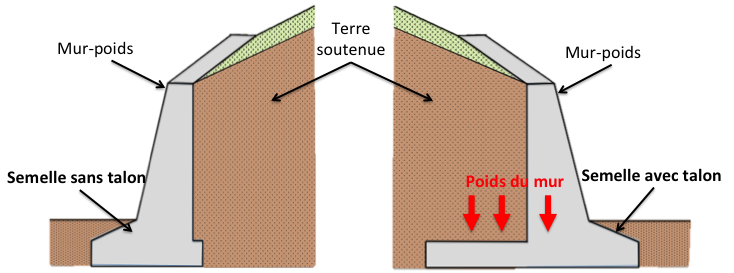 Mur-poids
Terre
soutenue
Mur-poids
Semelle sans talon
Poids du mur
Semelle avec talon